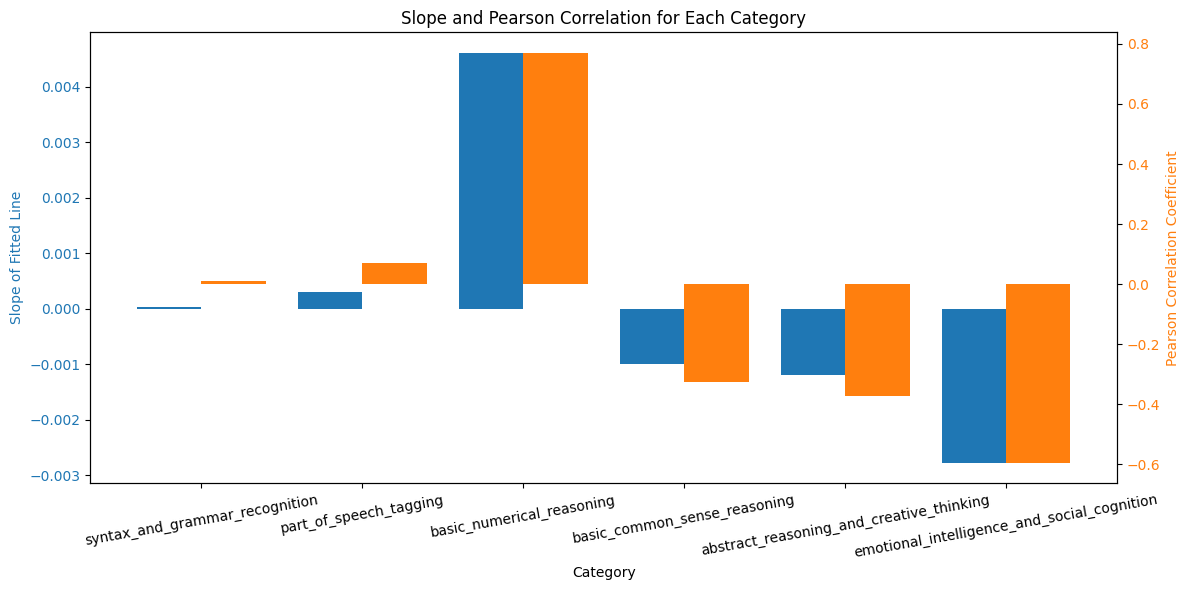 Slope and Pearson Correlation for Each Category
Slope of Fitted Line
0.004
0.003
0.002
0.001
0.000
−0.001
−0.002
−0.003
0.8
0.6
0.4
0.2
0.0
−0.2
−0.4
−0.6
Pearson Correlation Coefficient
syntax_and_grammar_recognition
part_of_speech_tagging
basic_numerical_reasoning
basic_common_sense_reasoning
abstract_reasoning_and_creative_thinking
emotional_intelligence_and_social_cognition
Category